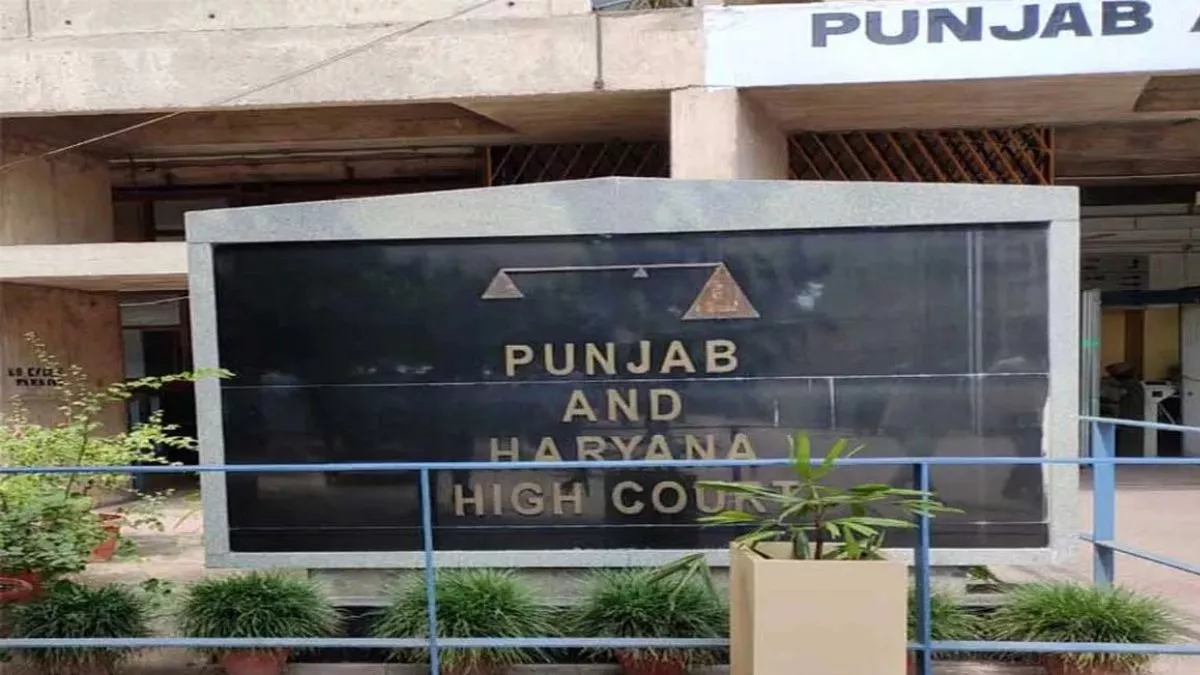 PUNJAB
PUNJAB
AND
HARYANA
HIGH COURT